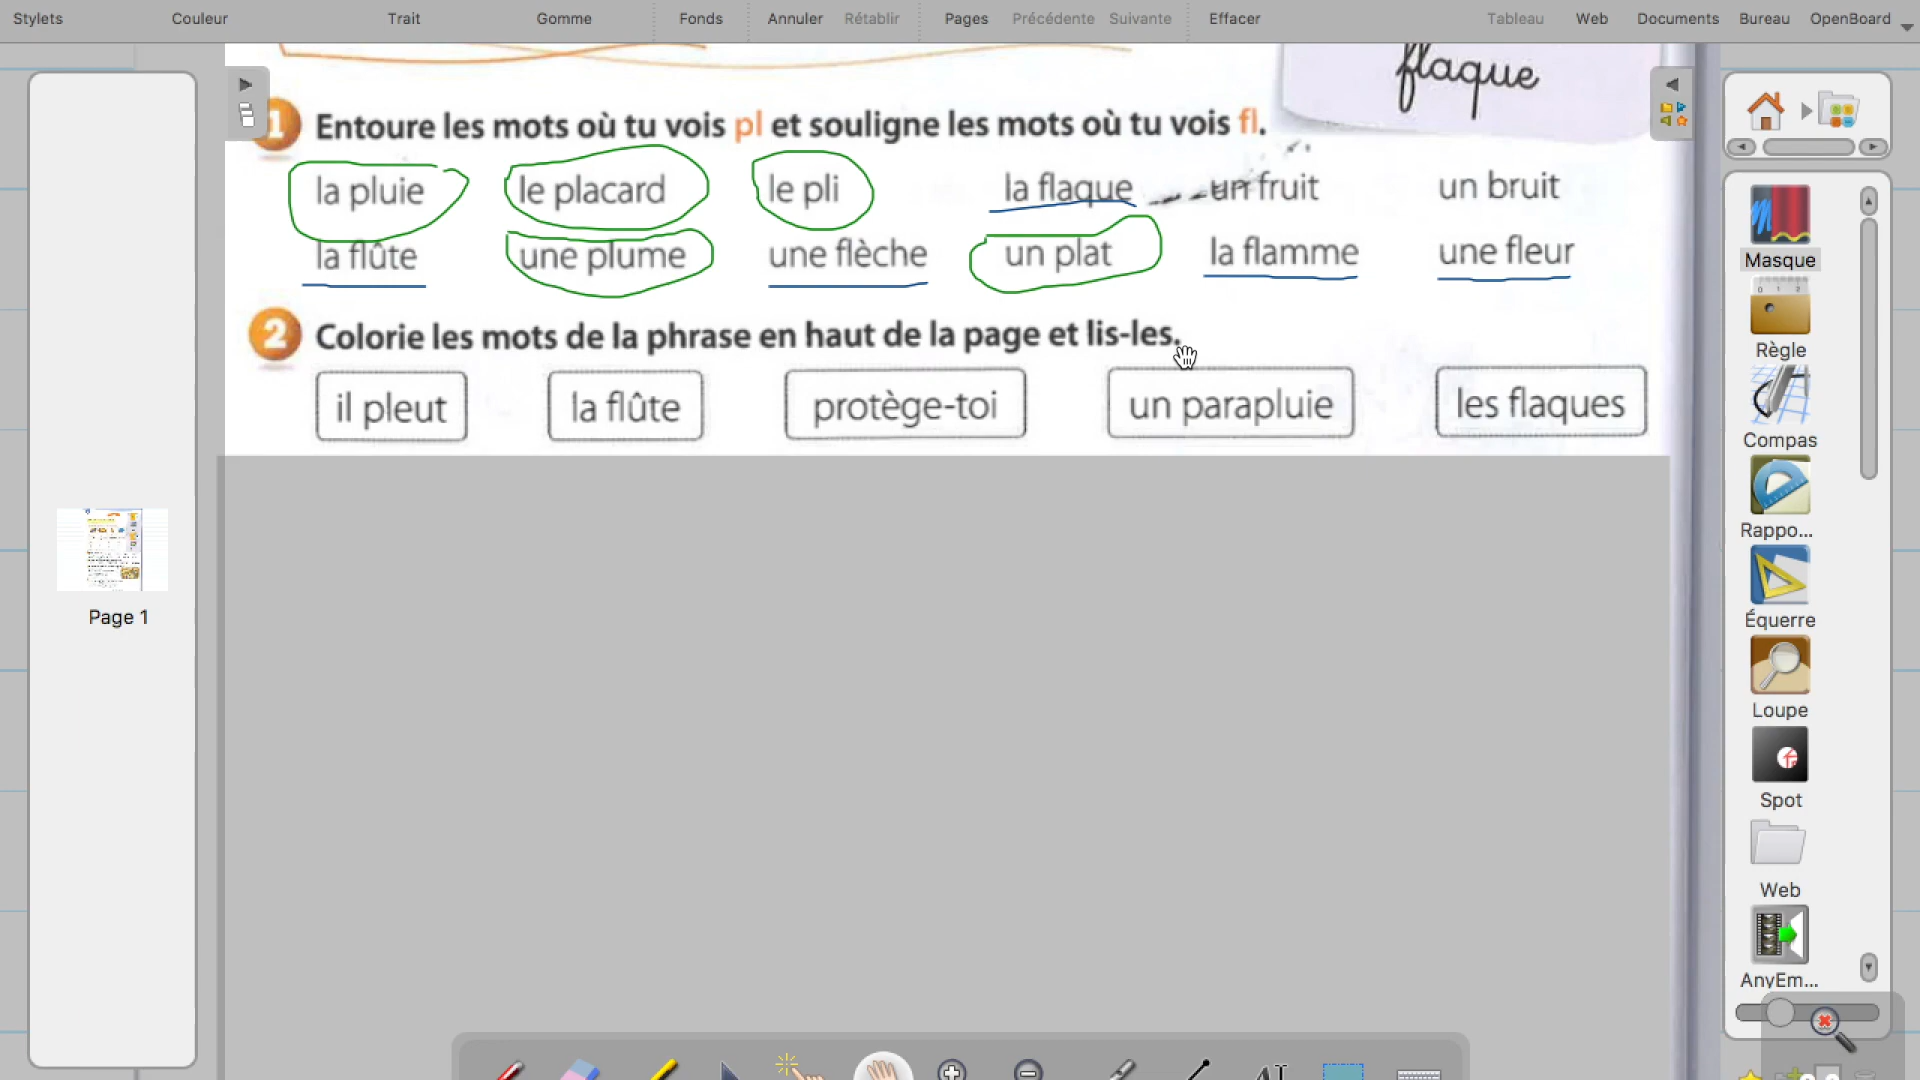 Stylets Couleur Trait Gomme Fonds Annuler Rétablir Pages Précédente Suivante Effacer Tableau Web Documents Bureau OpenBoard
flaque
1 Entoure les mots où tu vois pl et souligne les mots où tu vois fl.
la pluie le placard le pli la flaque un fruit un bruit
la flûte une plume une flèche un plat la flamme une fleur
2 Colorie les mots de la phrase en haut de la page et lis-les.
il pleut la flûte protège-toi un parapluie les flaques
Page 1
Masque
Règle
Compas
Rappo...
Équerre
Loupe
Spot
Web
AnyEm...